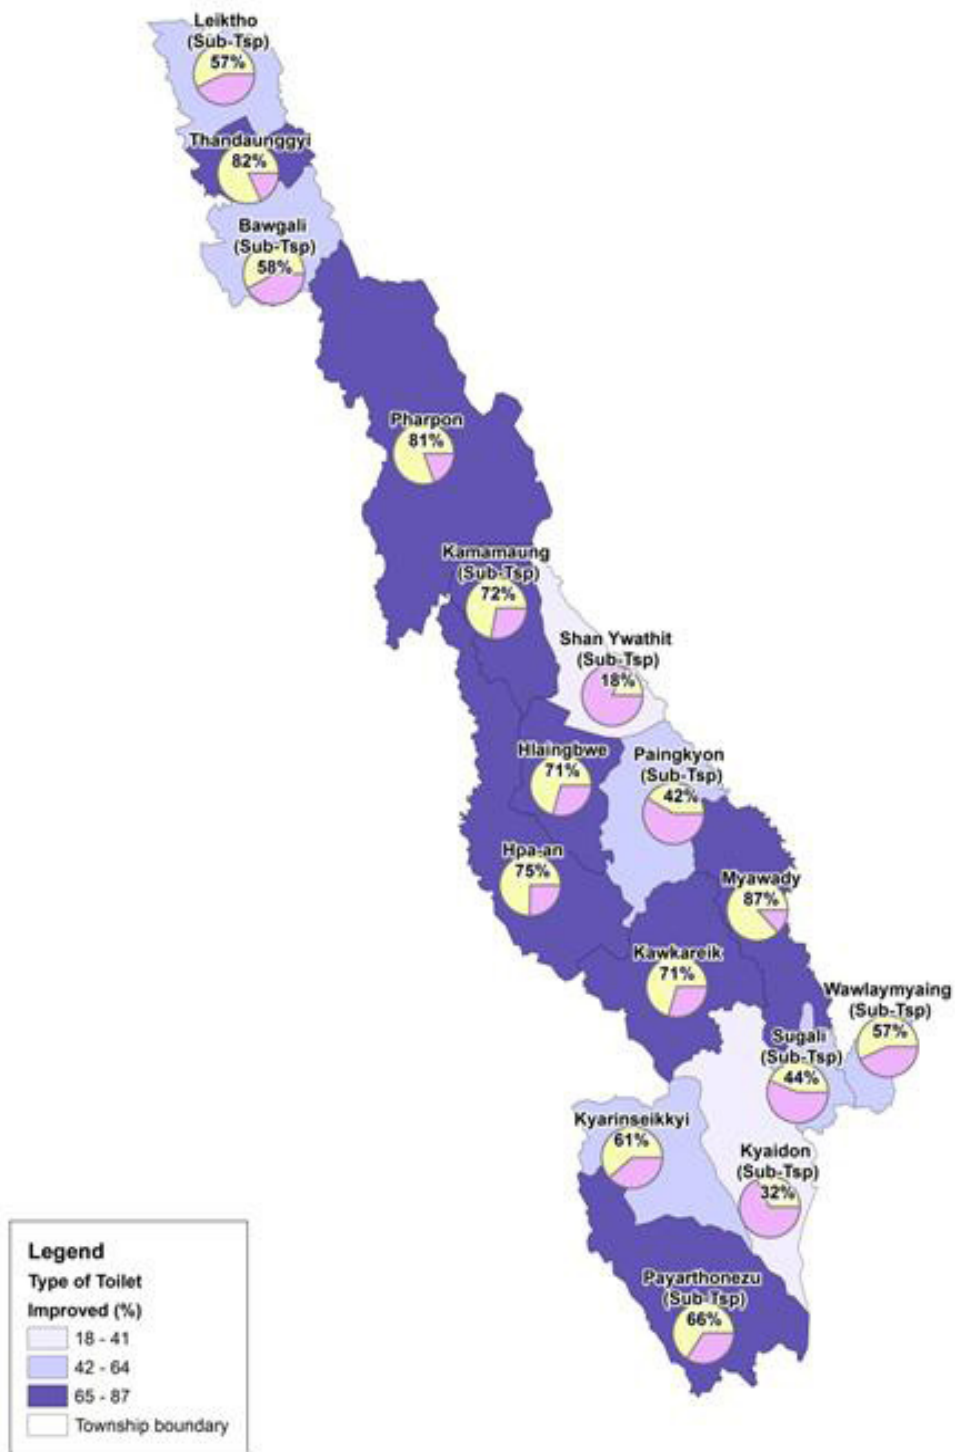 Leiktho
(Sub-Tsp)
57%
Thandaunggyi
82%
Bawgali
(Sub-Tsp)
58%
Pharpon
81%
Kamamaung
(Sub-Tsp)
72%
Shan Ywathit
(Sub-Tsp)
18%
Hlaingbwe
71%
Paingkyon
(Sub-Tsp)
42%
Hpa-an
75%
Myawady
87%
Kawkareik
71%
Wawlaymyaing
(Sub-Tsp)
57%
Sugali
(Sub-Tsp)
44%
Kyarinseikkyi
61%
Kyaidon
(Sub-Tsp)
32%
Payarthonezu
(Sub-Tsp)
66%
Legend
Type of Toilet
Improved (%)
18 - 41
42 - 64
65 - 87
Township boundary